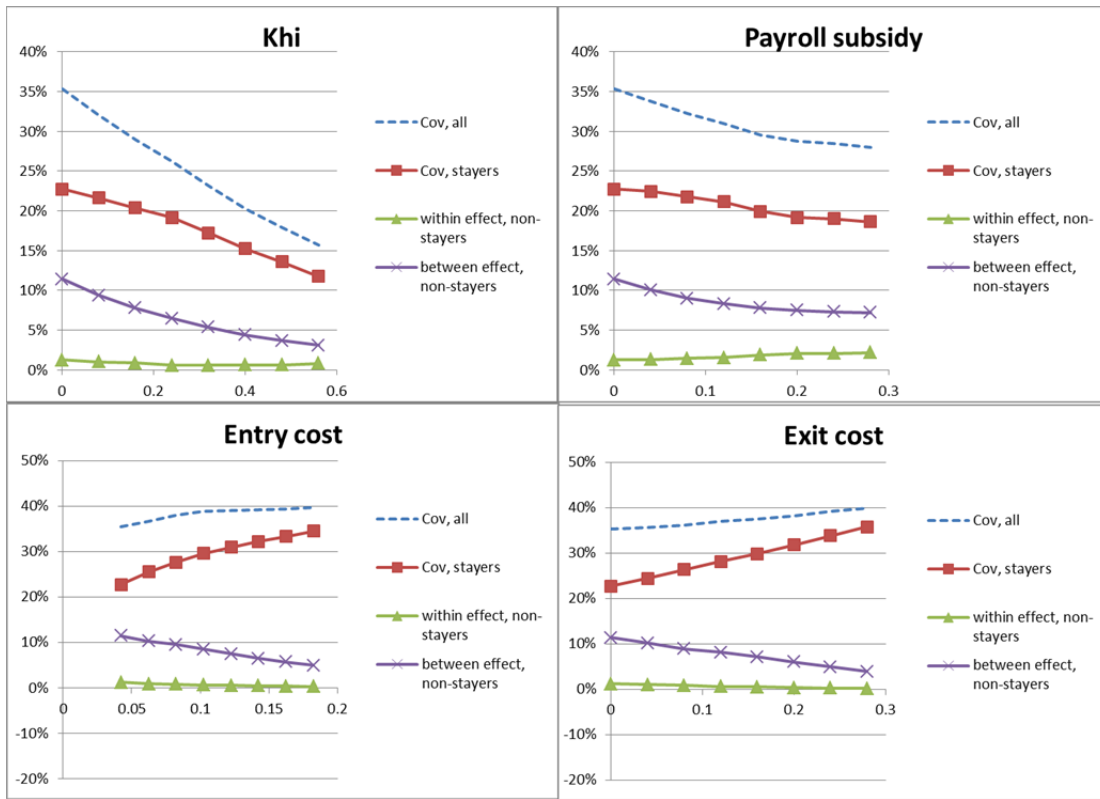 Khi
40%
35%
30%
25%
20%
15%
10%
5%
0%
0
0.2
0.4
0.6
Cov, all
Cov, stayers
within effect, non-
stayers
between effect,
non-stayers
Payroll subsidy
40%
35%
30%
25%
20%
15%
10%
5%
0%
0
0.1
0.2
0.3
Cov, all
Cov, stayers
within effect, non-
stayers
between effect,
non-stayers
Entry cost
50%
40%
30%
20%
10%
0%
-10%
-20%
0
0.05
0.1
0.15
0.2
Cov, all
Cov, stayers
within effect, non-
stayers
between effect,
non-stayers
Exit cost
50%
40%
30%
20%
10%
0%
-10%
-20%
0
0.1
0.2
0.3
Cov, all
Cov, stayers
within effect, non-
stayers
between effect,
non-stayers